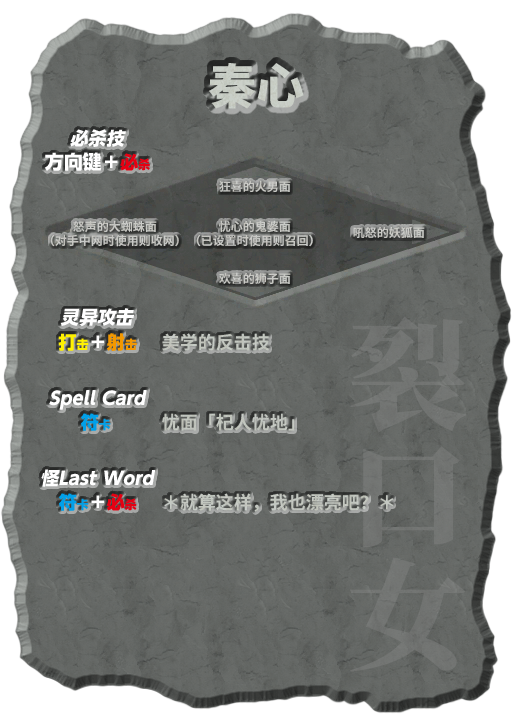 秦心
必杀技
方向键＋必杀
狂喜的火男面
怒声的大蜘蛛面
（对手中网时使用则收网）
忧心的鬼婆面
（已设置时使用则召回）
吼怒的妖狐面
欢喜的狮子面
灵异攻击
打击＋射击 美学的反击技
Spell Card
符卡 忧面「杞人忧地」
怪Last Word
符卡＋必杀 ＊就算这样，我也漂亮吧？＊
裂口女